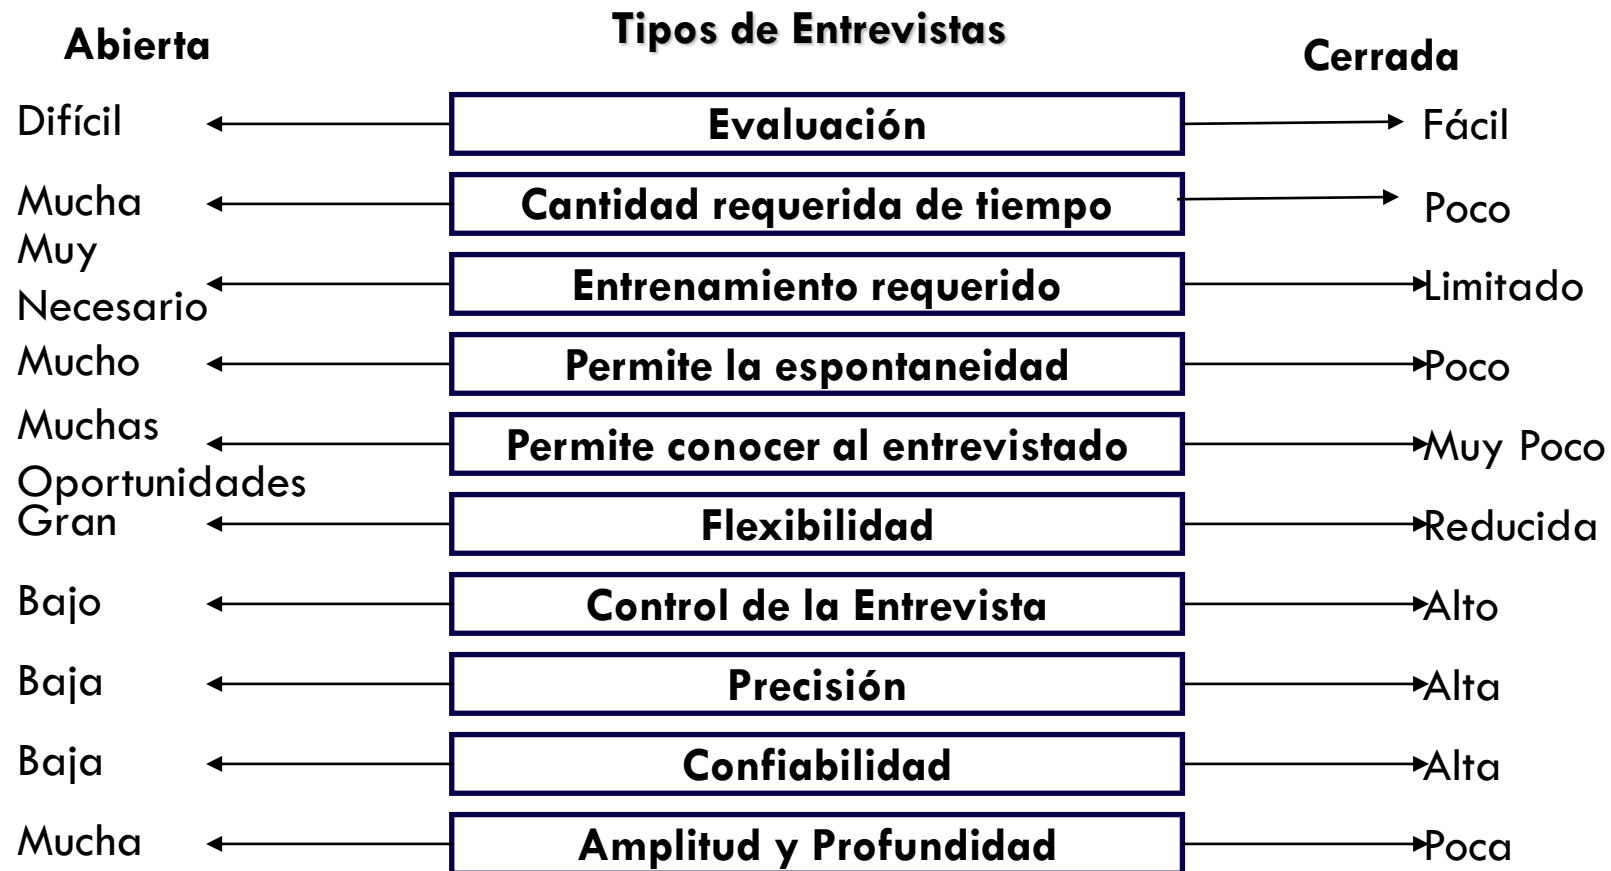 Tipos de Entrevistas
Abierta
Cerrada
Difícil Evaluación Fácil
Mucha Cantidad requerida de tiempo Poco
Muy
Necesario Entrenamiento requerido Limitado
Mucho Permite la espontaneidad Poco
Muchas
Oportunidades Permite conocer al entrevistado Muy Poco
Gran Flexibilidad Reducida
Bajo Control de la Entrevista Alto
Baja Precisión Alta
Baja Confiabilidad Alta
Mucha Amplitud y Profundidad Poca